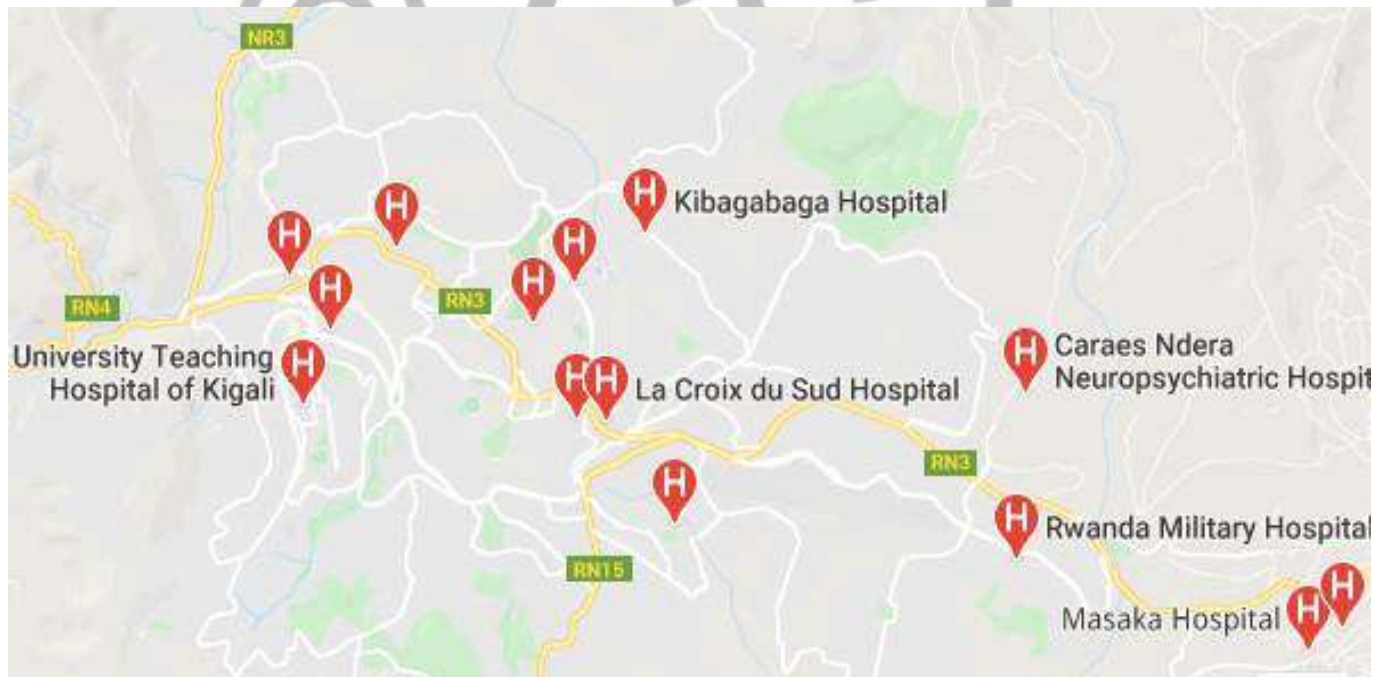 NR3
H
H
Kibagabaga Hospital
H
H
H
H
RN3
RN4
H
Caraes Ndera
Neuropsychiatric Hospit
University Teaching
Hospital of Kigali
H
H
H
La Croix du Sud Hospital
RN3
H
H
Rwanda Military Hospital
RN15
H
H
Masaka Hospital